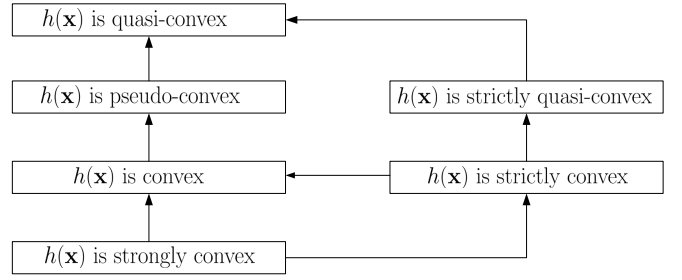 h(x) is quasi-convex
h(x) is pseudo-convex
h(x) is strictly quasi-convex
h(x) is convex
h(x) is strictly convex
h(x) is strongly convex